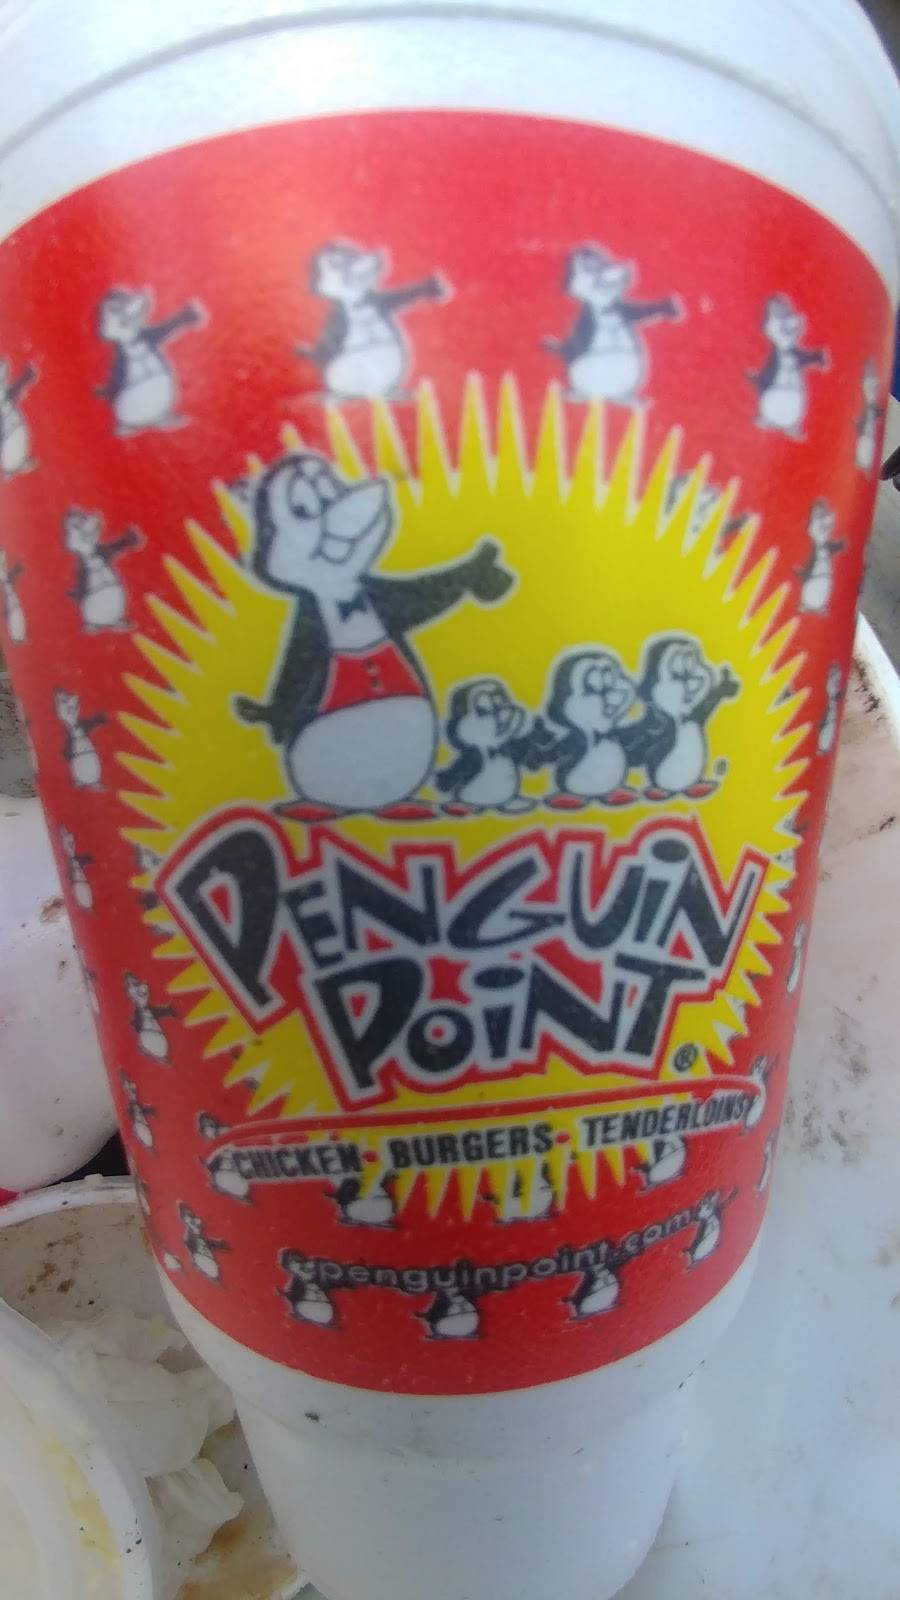 PENGUiN
POiNT®
CHICKEN • BURGERS • TENDERLOINS
penguinpoint.com